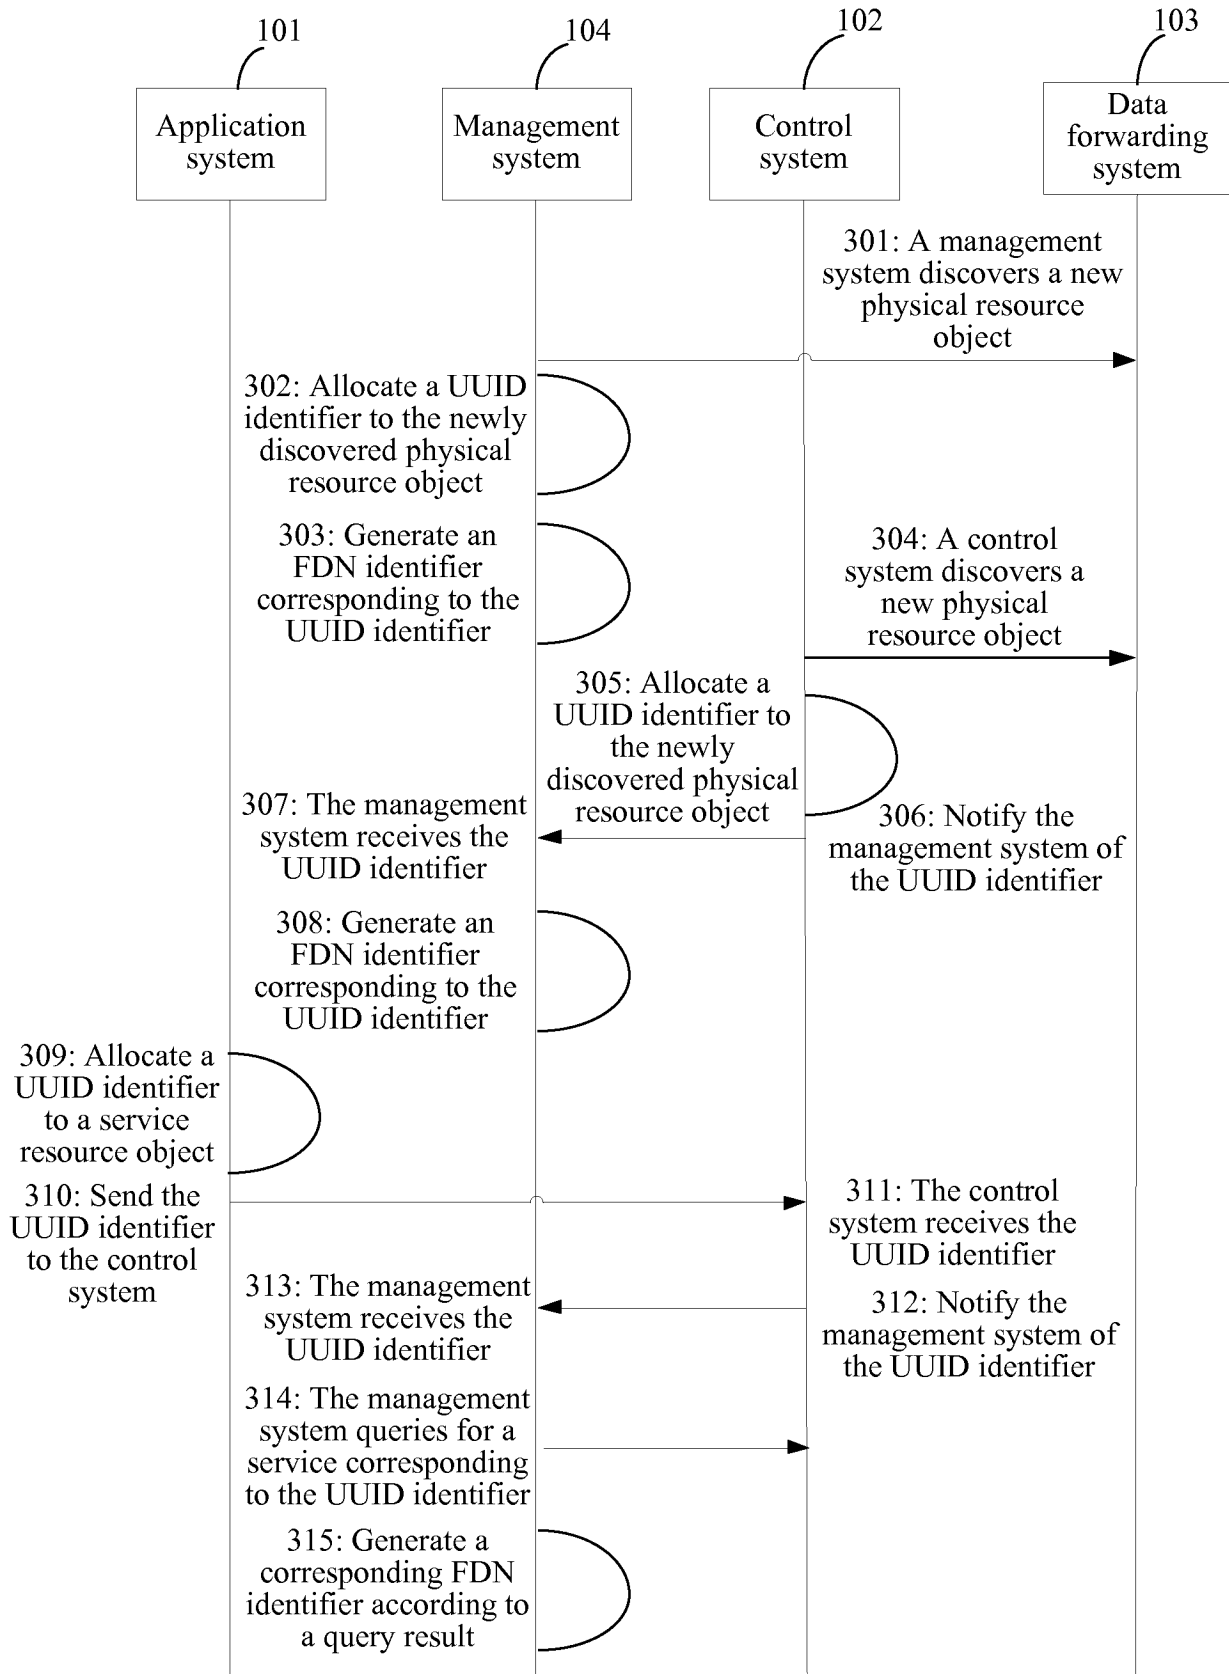 101
104
102
103
Application
system
Management
system
Control
system
Data
forwarding
system
301: A management
system discovers a new
physical resource
object
302: Allocate a UUID
identifier to the newly
discovered physical
resource object
303: Generate an
FDN identifier
corresponding to the
UUID identifier
304: A control
system discovers a
new physical
resource object
305: Allocate a
UUID identifier to
the newly
discovered physical
resource object
306: Notify the
management system of
the UUID identifier
307: The management
system receives the
UUID identifier
308: Generate an
FDN identifier
corresponding to the
UUID identifier
309: Allocate a
UUID identifier
to a service
resource object
310: Send the
UUID identifier
to the control
system
311: The control
system receives the
UUID identifier
312: Notify the
management system of
the UUID identifier
313: The management
system receives the
UUID identifier
314: The management
system queries for a
service corresponding
to the UUID identifier
315: Generate a
corresponding FDN
identifier according to
a query result